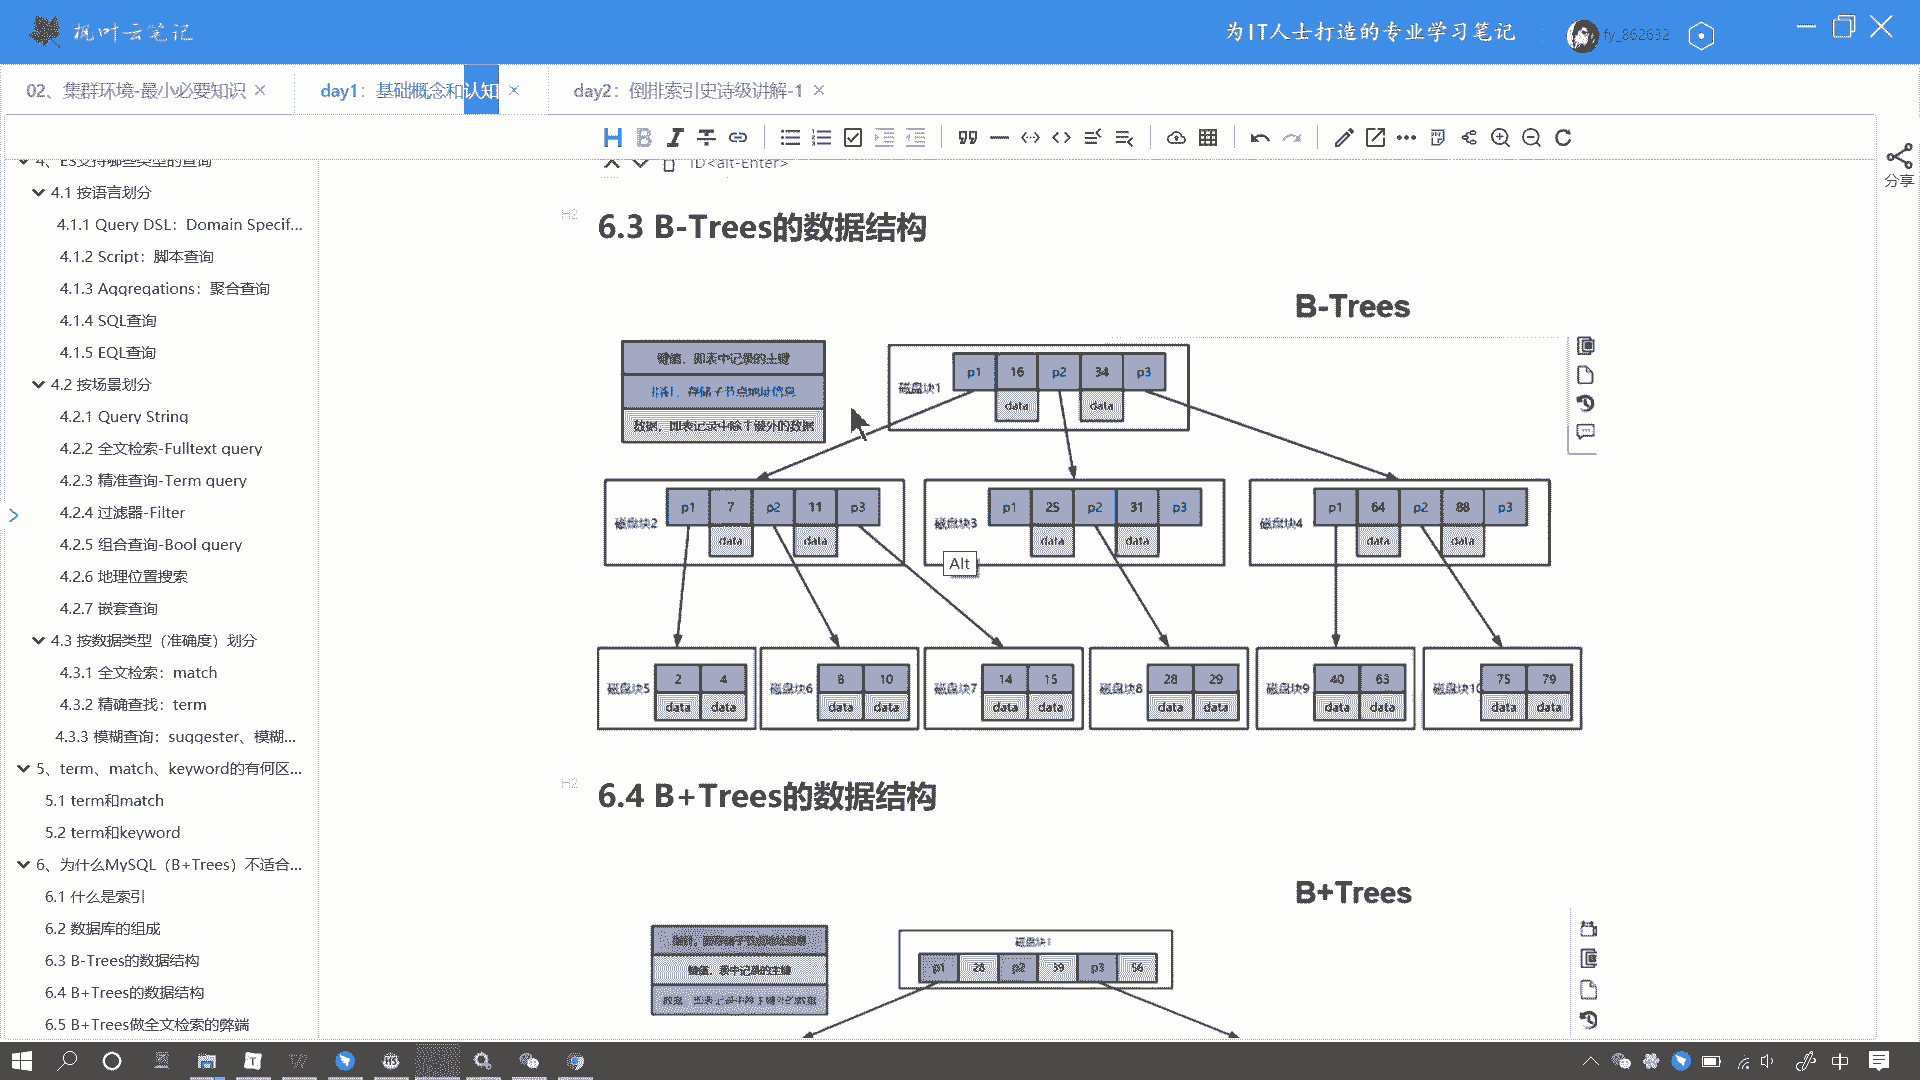 枫叶云笔记
为IT人士打造的专业学习笔记
fy_862632
02、集群环境-最小必要知识
day1：基础概念和认知
day2：倒排索引史诗级讲解-1
分享
4、ES支持哪些类型的查询
4.1 按语言划分
4.1.1 Query DSL：Domain Specif...
4.1.2 Script：脚本查询
4.1.3 Aggregations：聚合查询
4.1.4 SQL查询
4.1.5 EQL查询
4.2 按场景划分
4.2.1 Query String
4.2.2 全文检索-Fulltext query
4.2.3 精准查询-Term query
4.2.4 过滤器-Filter
4.2.5 组合查询-Bool query
4.2.6 地理位置搜索
4.2.7 嵌套查询
4.3 按数据类型（准确度）划分
4.3.1 全文检索：match
4.3.2 精确查找：term
4.3.3 模糊查询：suggester、模糊...
5、term、match、keyword的有何区...
5.1 term和match
5.2 term和keyword
6、为什么MySQL（B+Trees）不适合...
6.1 什么是索引
6.2 数据库的组成
6.3 B-Trees的数据结构
6.4 B+Trees的数据结构
6.5 B+Trees做全文检索的弊端
ID<alt-Enter>
H2
6.3 B-Trees的数据结构
B-Trees
键值，即表中记录的主键
指针，存储子节点地址信息
数据，即表记录中除主键外的数据
磁盘块1 p1 16 p2 34 p3
data data
磁盘块2 p1 7 p2 11 p3
data data
磁盘块3 p1 25 p2 31 p3
data data
磁盘块4 p1 64 p2 88 p3
data data
Alt
磁盘块5 2 4
data data
磁盘块6 8 10
data data
磁盘块7 14 15
data data
磁盘块8 28 29
data data
磁盘块9 40 63
data data
磁盘块10 75 79
data data
H2
6.4 B+Trees的数据结构
B+Trees
键值，表中记录的主键
磁盘块1
p1 28 p2 39 p3 56
中